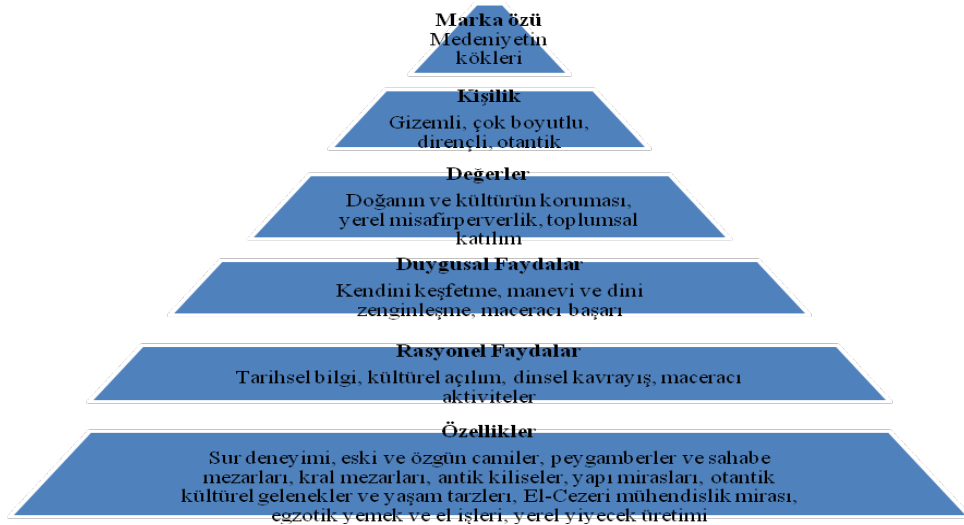 Marka özü
Medeniyetin
kökleri
Kişilik
Gizemli, çok boyutlu,
dirençli, otantik
Değerler
Doğanın ve kültürün koruması,
yerel misafirperverlik, toplumsal
katılım
Duygusal Faydalar
Kendini keşfetme, manevi ve dini
zenginleşme, maceracı başarı
Rasyonel Faydalar
Tarihsel bilgi, kültürel açılım, dinsel kavrayış, maceracı
aktiviteler
Özellikler
Sur deneyimi, eski ve özgün camiler, peygamberler ve sahabe
mezarları, kral mezarları, antik kiliseler, yapı mirasları, otantik
kültürel gelenekler ve yaşam tarzları, El-Cezeri mühendislik mirası,
egzotik yemek ve el işleri, yerel yiyecek üretimi